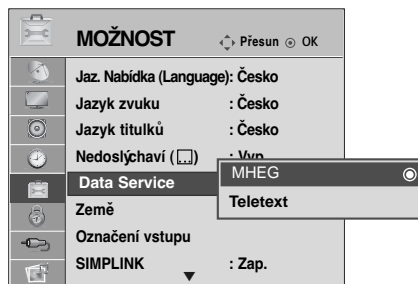 MOŽNOST
Přesun OK
Jaz. Nabídka (Language): Česko
Jazyk zvuku : Česko
Jazyk titulků : Česko
Nedoslýchaví ( ) : Vyp.
Data Service
MHEG
Teletext
Země
Označení vstupu
SIMPLINK : Zap.